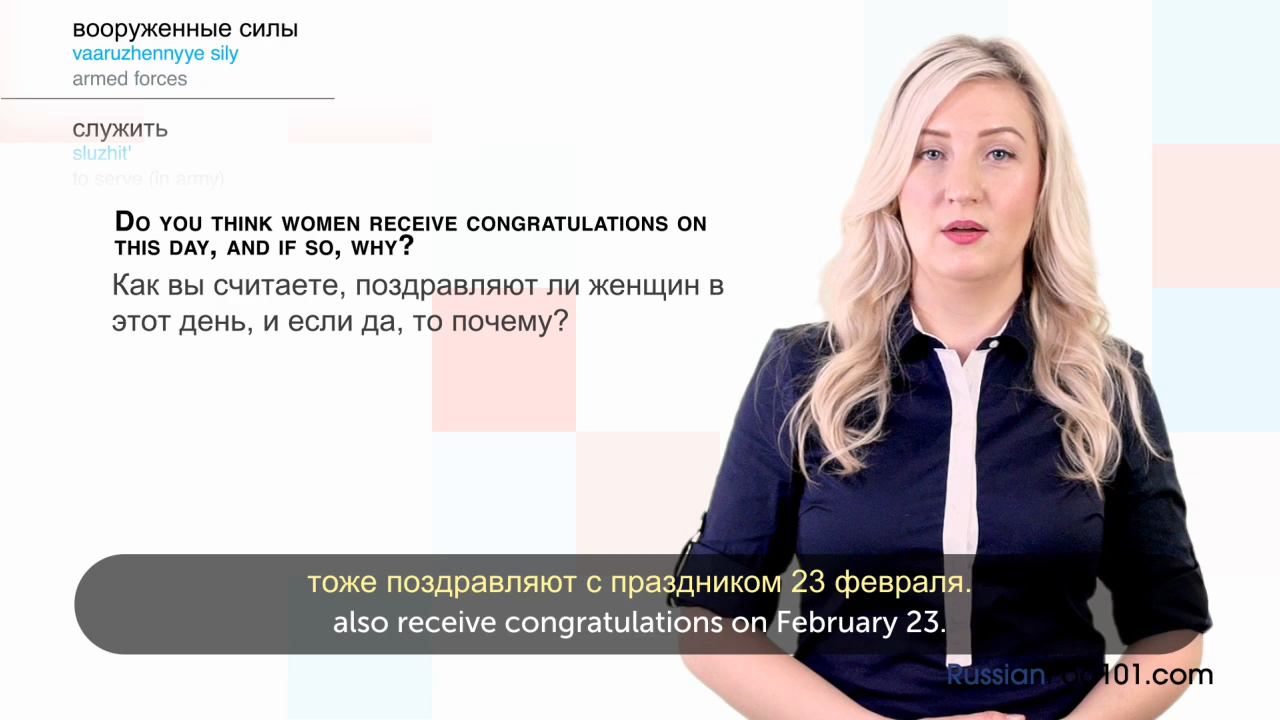 вооруженные силы
vaaruzhennyye sily
armed forces
служить
sluzhit'
to serve (in army)
Do you think women receive congratulations on
this day, and if so, why?
Как вы считаете, поздравляют ли женщин в
этот день, и если да, то почему?
тоже поздравляют с праздником 23 февраля.
also receive congratulations on February 23.
RussianPod101.com